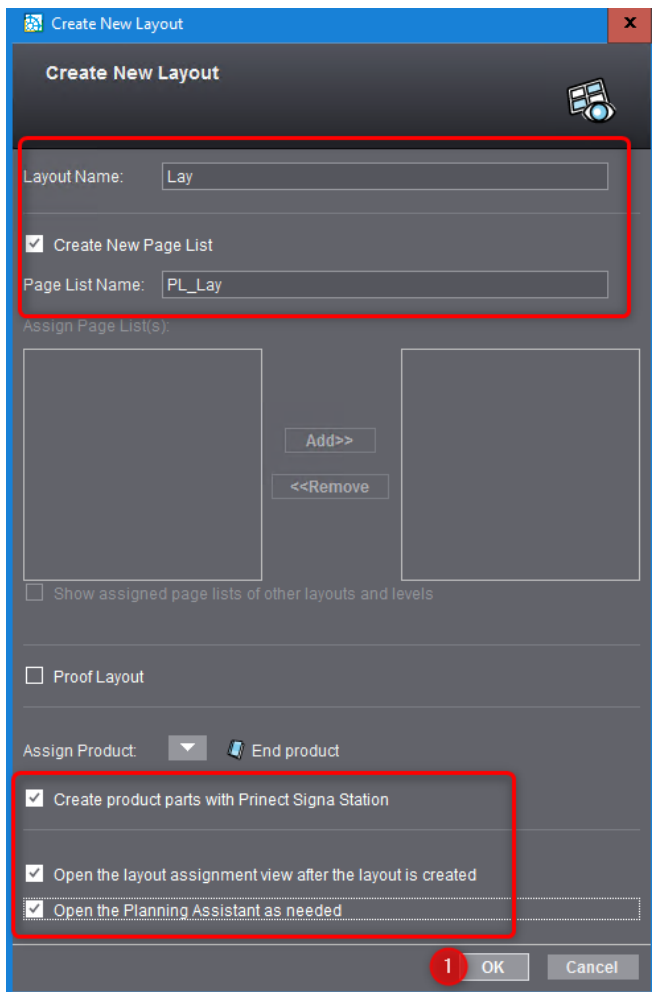 Create New Layout
x
Create New Layout
Layout Name: Lay
Create New Page List
Page List Name: PL_Lay
Assign Page List(s):
Add>>
<<Remove
Show assigned page lists of other layouts and levels
Proof Layout
Assign Product: End product
Create product parts with Prinect Signa Station
Open the layout assignment view after the layout is created
Open the Planning Assistant as needed
1 OK Cancel